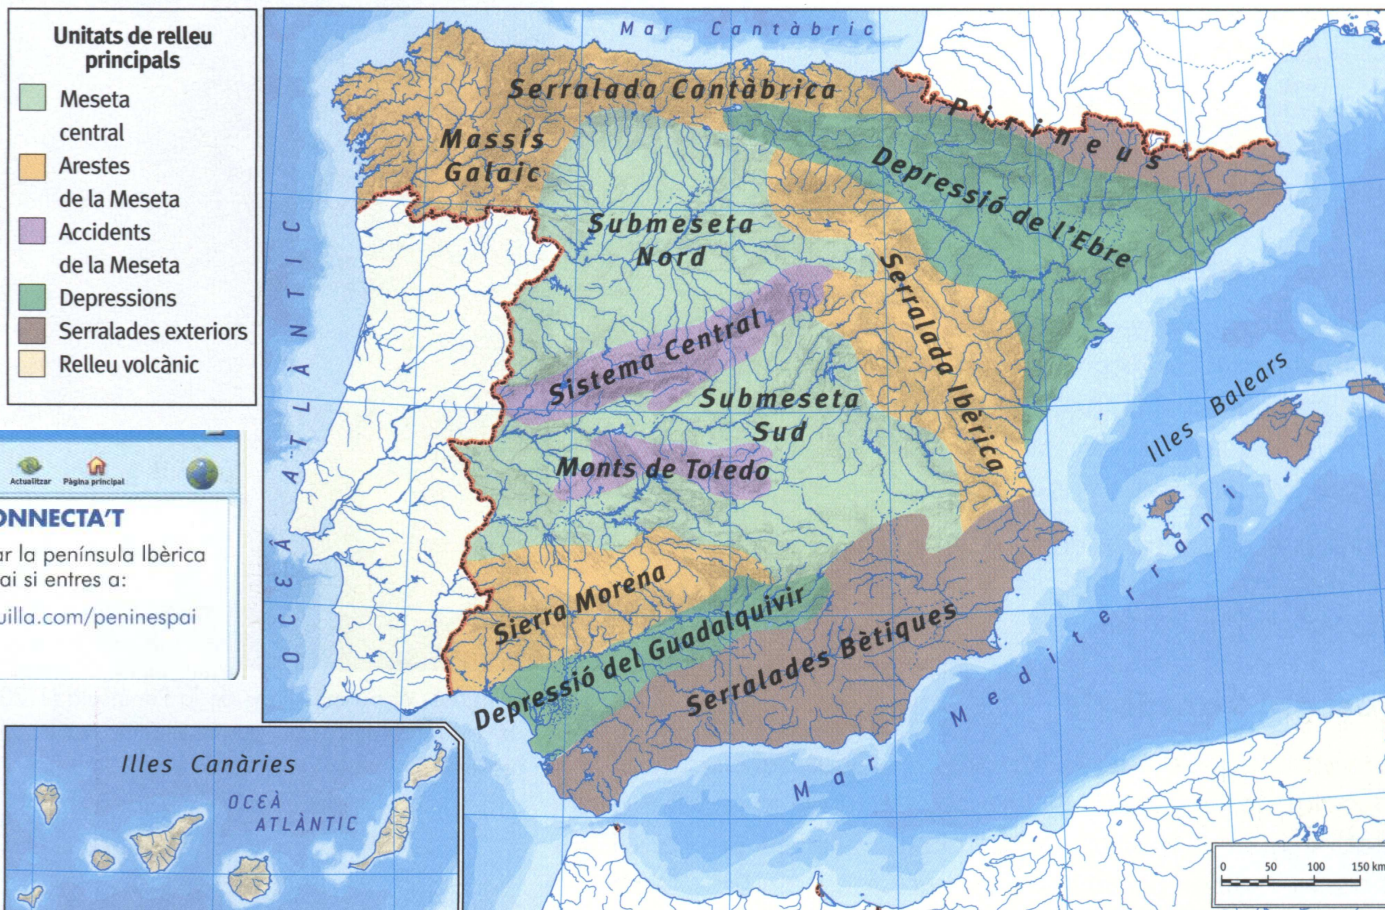 Unitats de relleu
principals
Meseta
central
Arestes
de la Meseta
Accidents
de la Meseta
Depressions
Serralades exteriors
Relleu volcànic
Actualitzar Pàgina principal
ONNECTA'T
ar la península Ibèrica
ai si entres a:
uilla.com/peninespai
Mar Cantàbric
Serralada Cantàbrica
Massís
Galaic
Pirineus
Depressió de l'Ebre
Submeseta
Nord
Serralada Ibèrica
Sistema Central
Submeseta
Sud
Monts de Toledo
Sierra Morena
Depressió del Guadalquivir
Serralades Bètiques
OCEÀ ATLÀNTIC
Illes Balears
Mar Mediterrani
Illes Canàries
OCEÀ
ATLÀNTIC
0 50 100 150 km